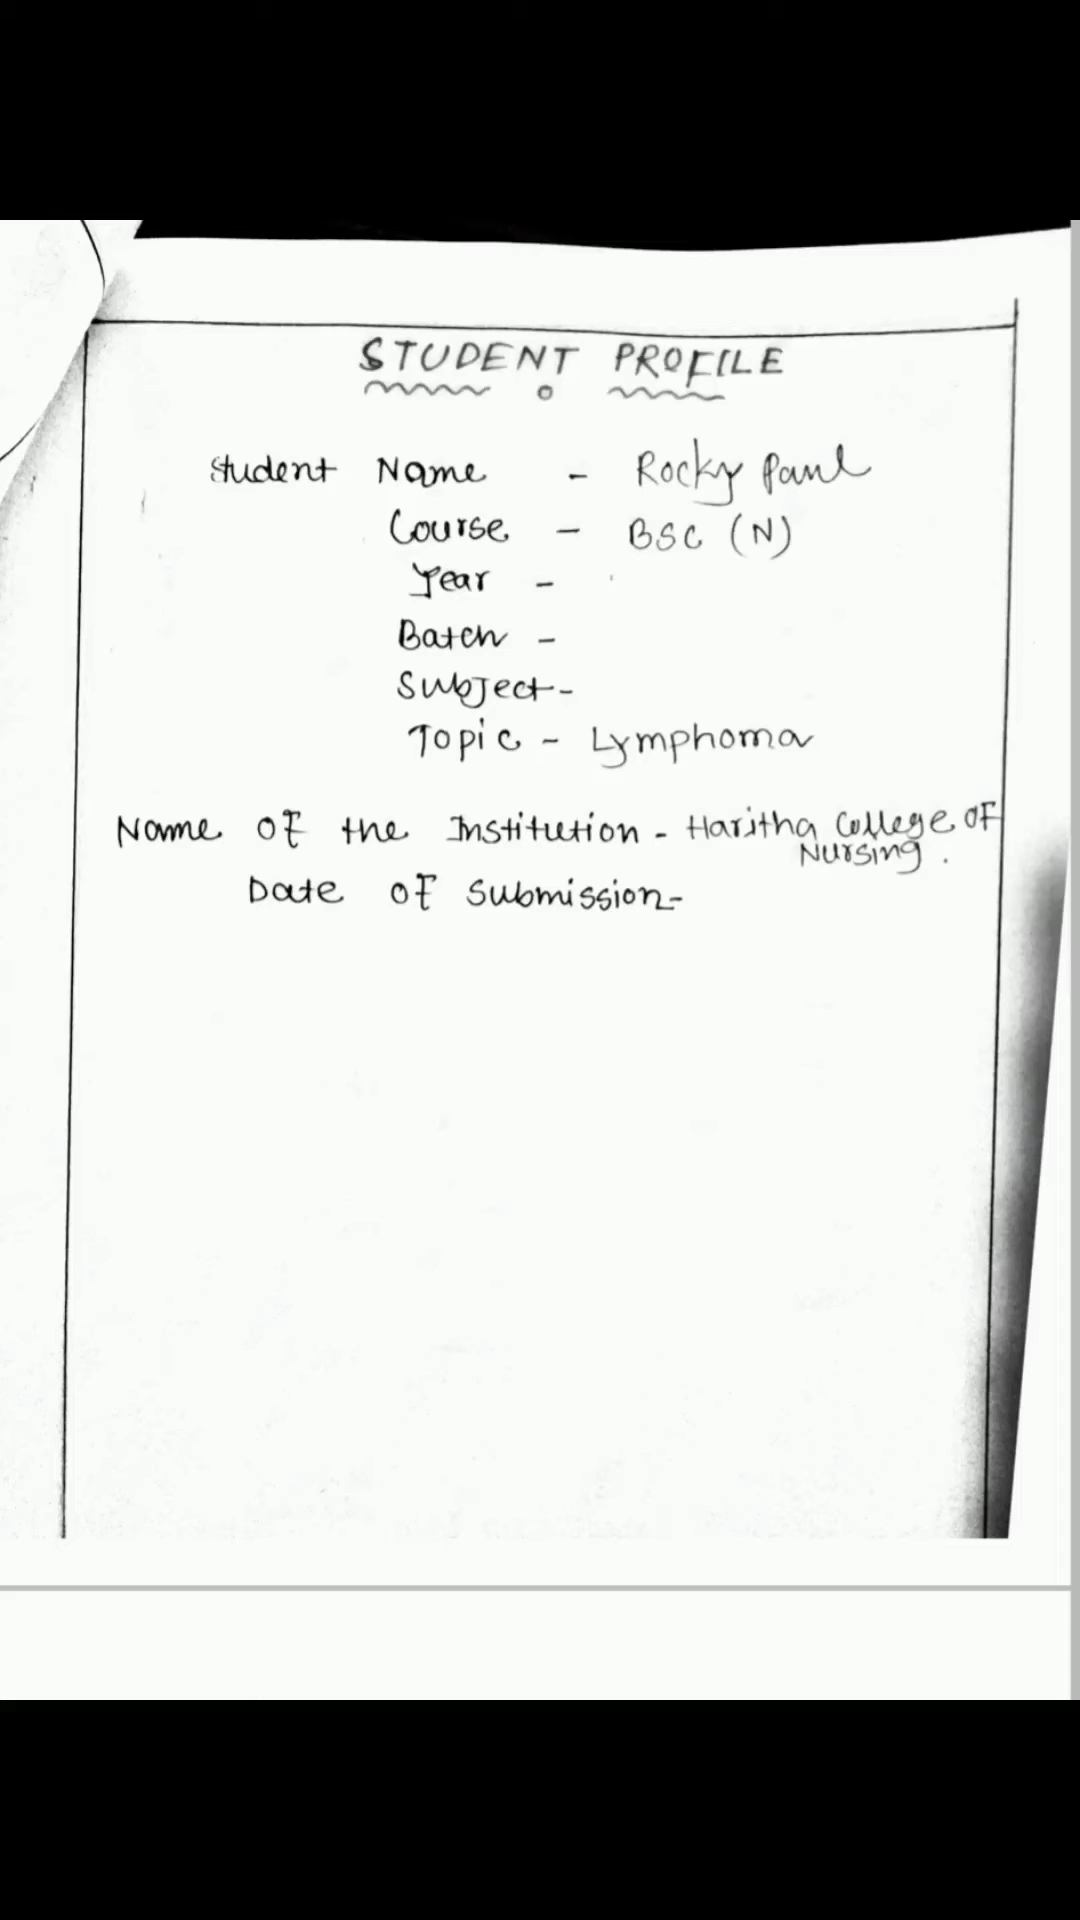 STUDENT PROFILE
Student Name - Rocky Paul
Course - BSC (N)
Year -
Batch -
Subject -
Topic - Lymphoma
Name of the Institution - Haritha College of
Nursing .
Date of Submission -